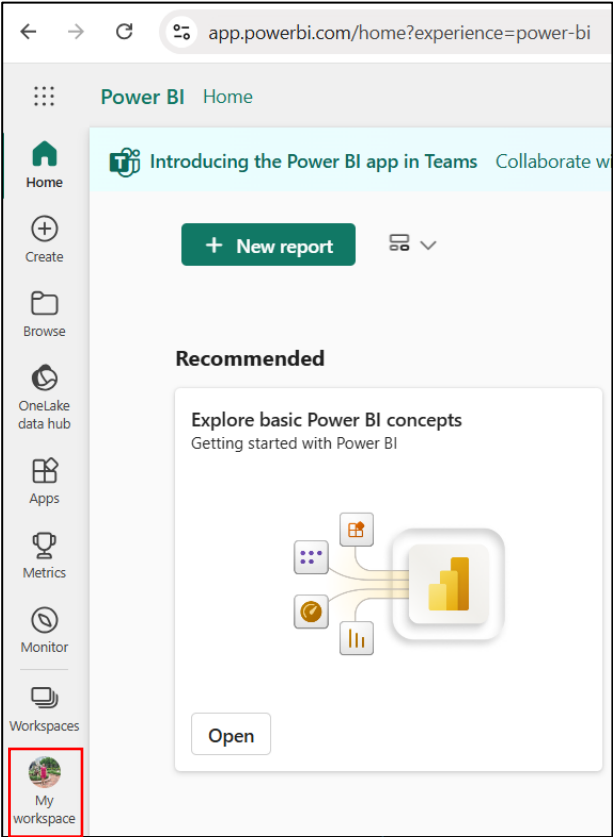 app.powerbi.com/home?experience=power-bi
Power BI Home
Introducing the Power BI app in Teams Collaborate
Home
Create
Browse
OneLake
data hub
Apps
Metrics
Monitor
Workspaces
My
workspace
+ New report
Recommended
Explore basic Power BI concepts
Getting started with Power BI
Open